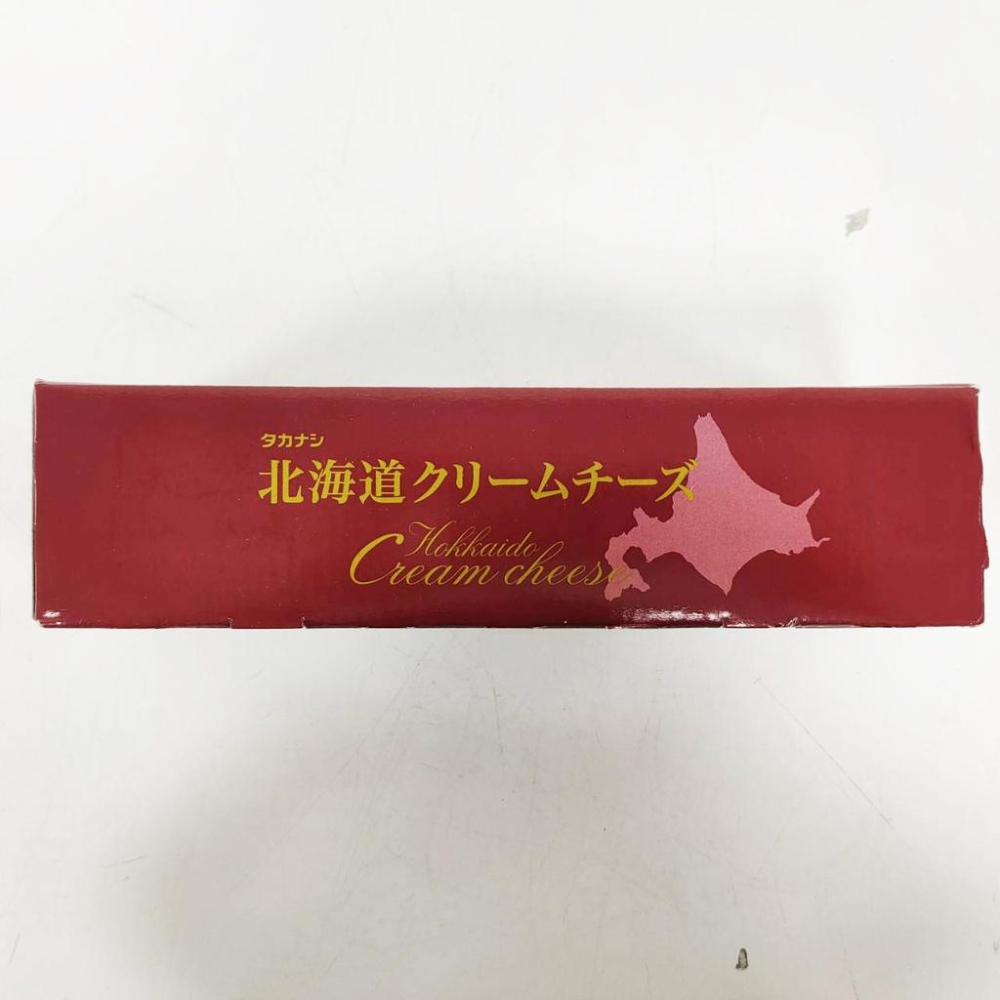 タカナシ
北海道クリームチーズ
Hokkaido
Cream cheese